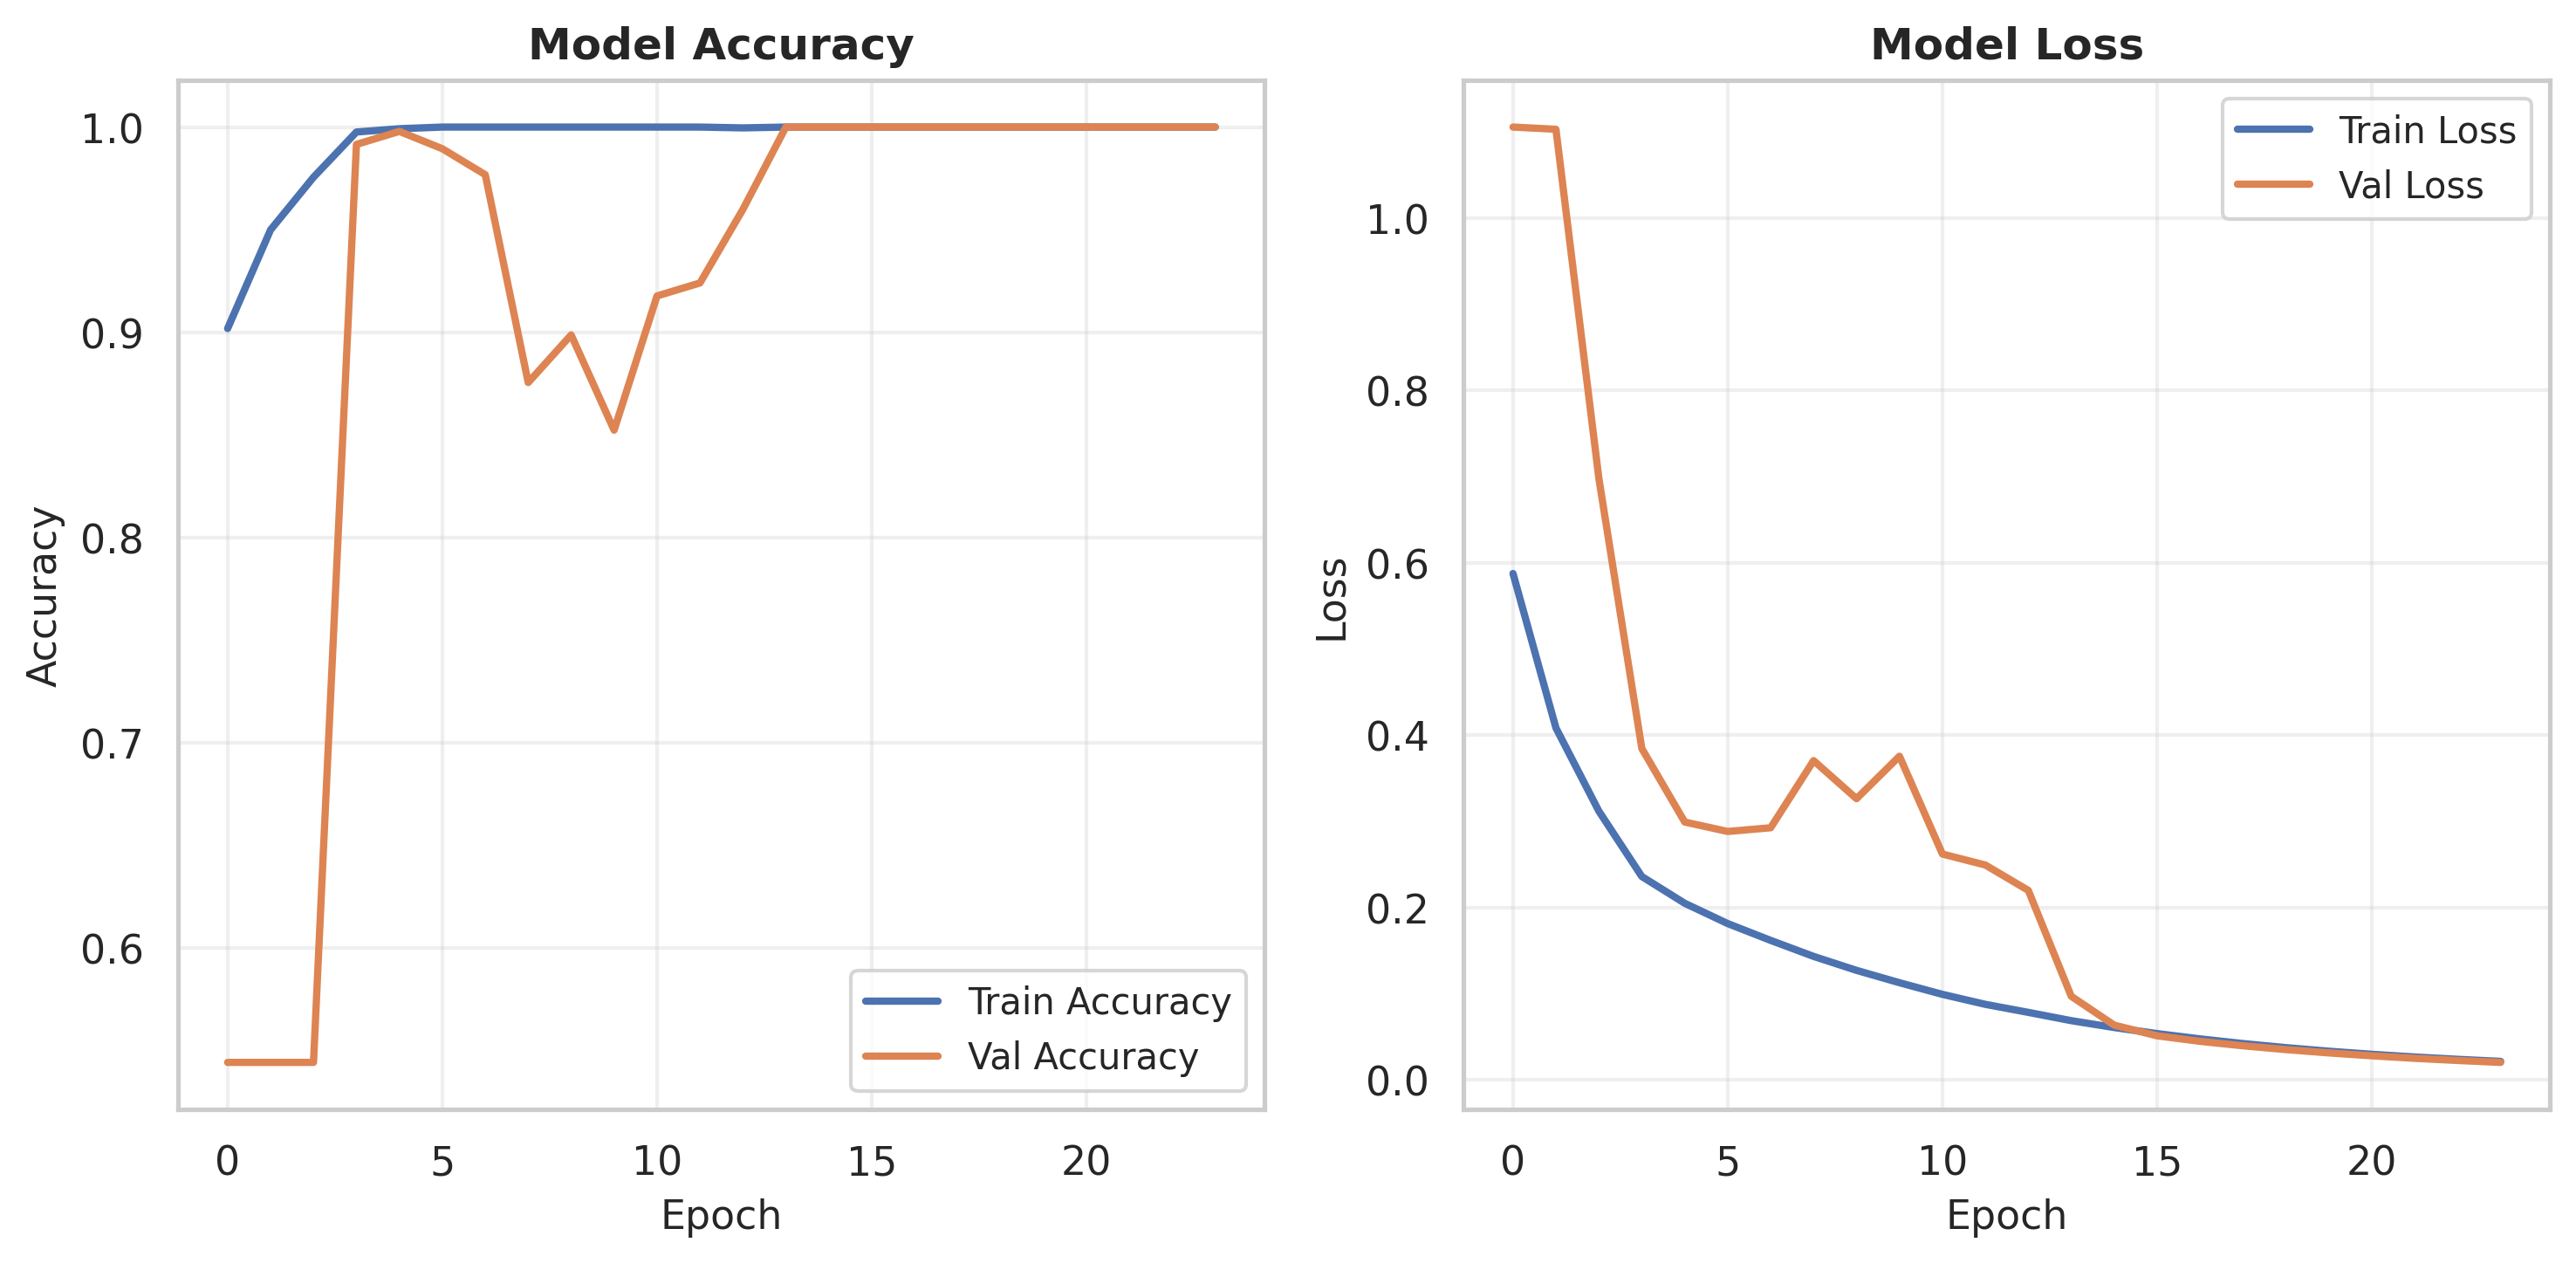 Model Accuracy
1.0
0.9
0.8
0.7
0.6
Accuracy
Train Accuracy
Val Accuracy
0 5 10 15 20
Epoch
Model Loss
Train Loss
Val Loss
1.0
0.8
0.6
0.4
0.2
0.0
Loss
0 5 10 15 20
Epoch